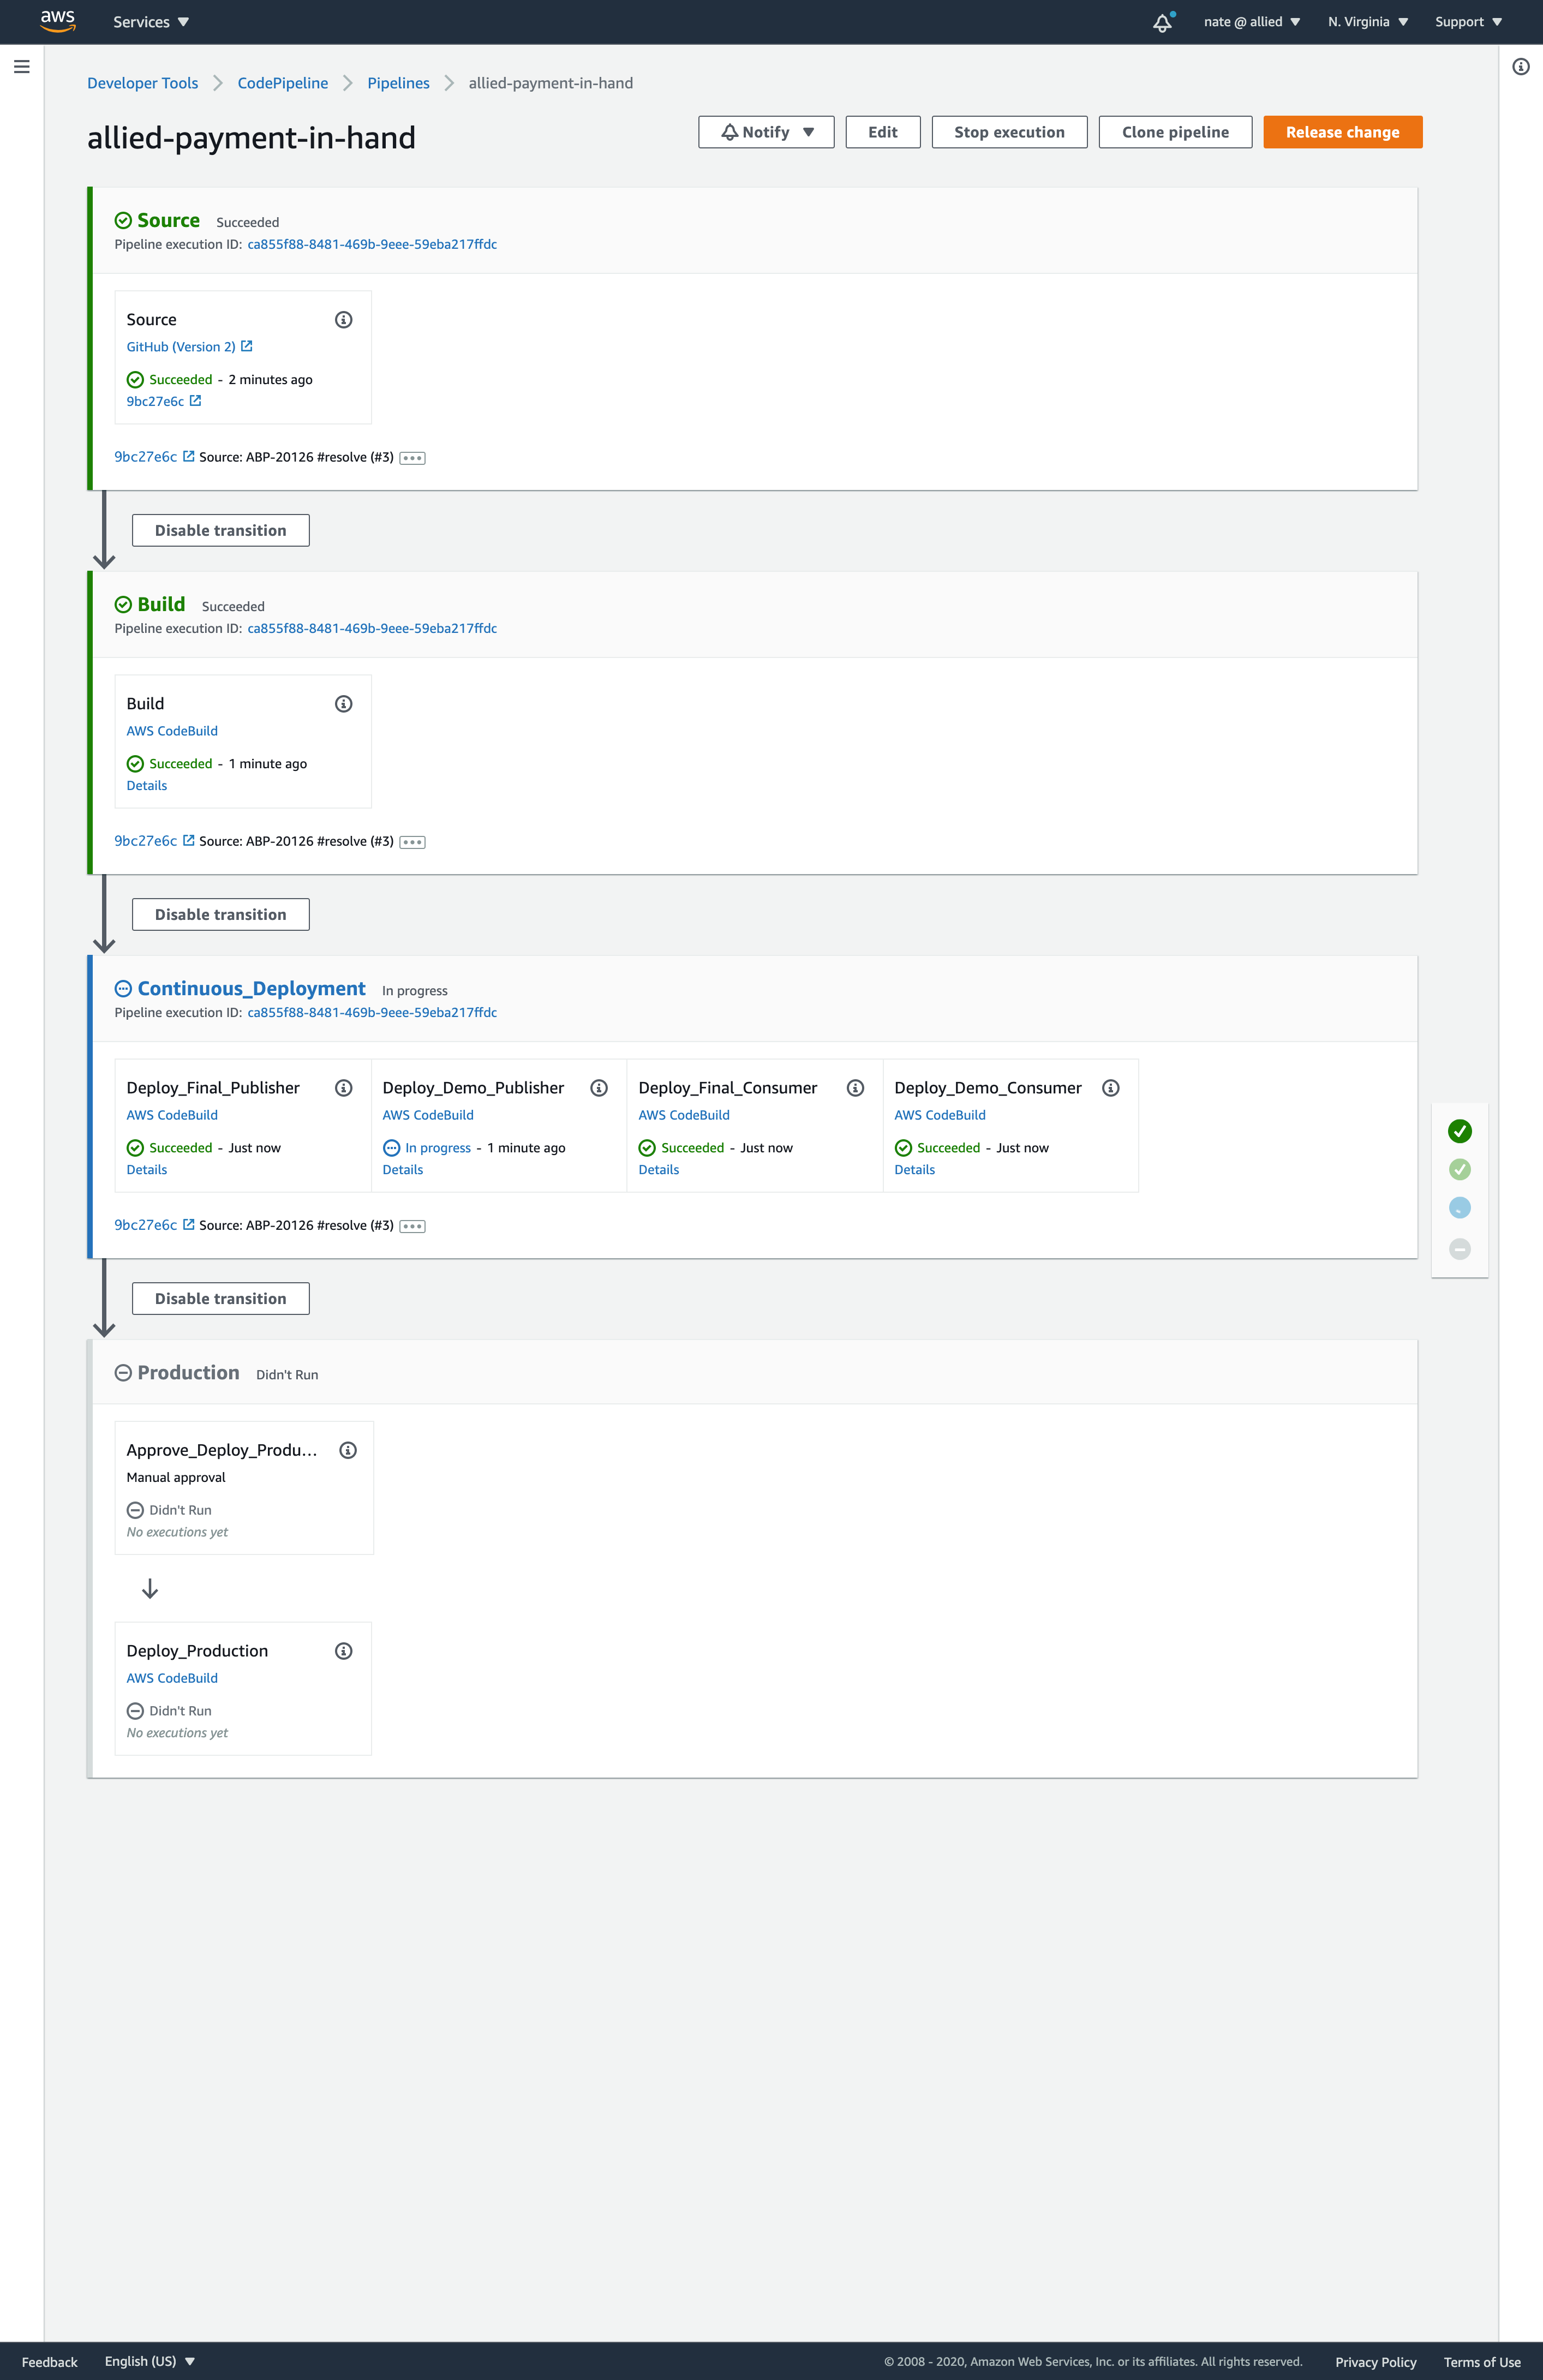 aws Services nate @ allied N. Virginia Support
Developer Tools CodePipeline Pipelines allied-payment-in-hand
allied-payment-in-hand Notify Edit Stop execution Clone pipeline Release change
Source Succeeded
Pipeline execution ID: ca855f88-8481-469b-9eee-59eba217ffdc
Source
GitHub (Version 2)
Succeeded - 2 minutes ago
9bc27e6c
9bc27e6c Source: ABP-20126 #resolve (#3)
Disable transition
Build Succeeded
Pipeline execution ID: ca855f88-8481-469b-9eee-59eba217ffdc
Build
AWS CodeBuild
Succeeded - 1 minute ago
Details
9bc27e6c Source: ABP-20126 #resolve (#3)
Disable transition
Continuous_Deployment In progress
Pipeline execution ID: ca855f88-8481-469b-9eee-59eba217ffdc
Deploy_Final_Publisher Deploy_Demo_Publisher Deploy_Final_Consumer Deploy_Demo_Consumer
AWS CodeBuild AWS CodeBuild AWS CodeBuild AWS CodeBuild
Succeeded - Just now In progress - 1 minute ago Succeeded - Just now Succeeded - Just now
Details Details Details Details
9bc27e6c Source: ABP-20126 #resolve (#3)
Disable transition
Production Didn't Run
Approve_Deploy_Produ...
Manual approval
Didn't Run
No executions yet
Deploy_Production
AWS CodeBuild
Didn't Run
No executions yet
Feedback English (US) © 2008 - 2020, Amazon Web Services, Inc. or its affiliates. All rights reserved. Privacy Policy Terms of Use